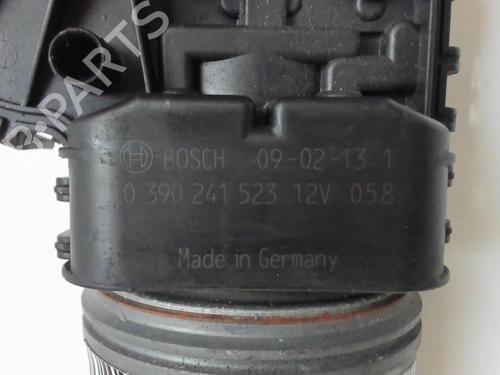 BOSCH 09-02-13 1
0 390 241 523 12V 058
Made in Germany
B-PARTS